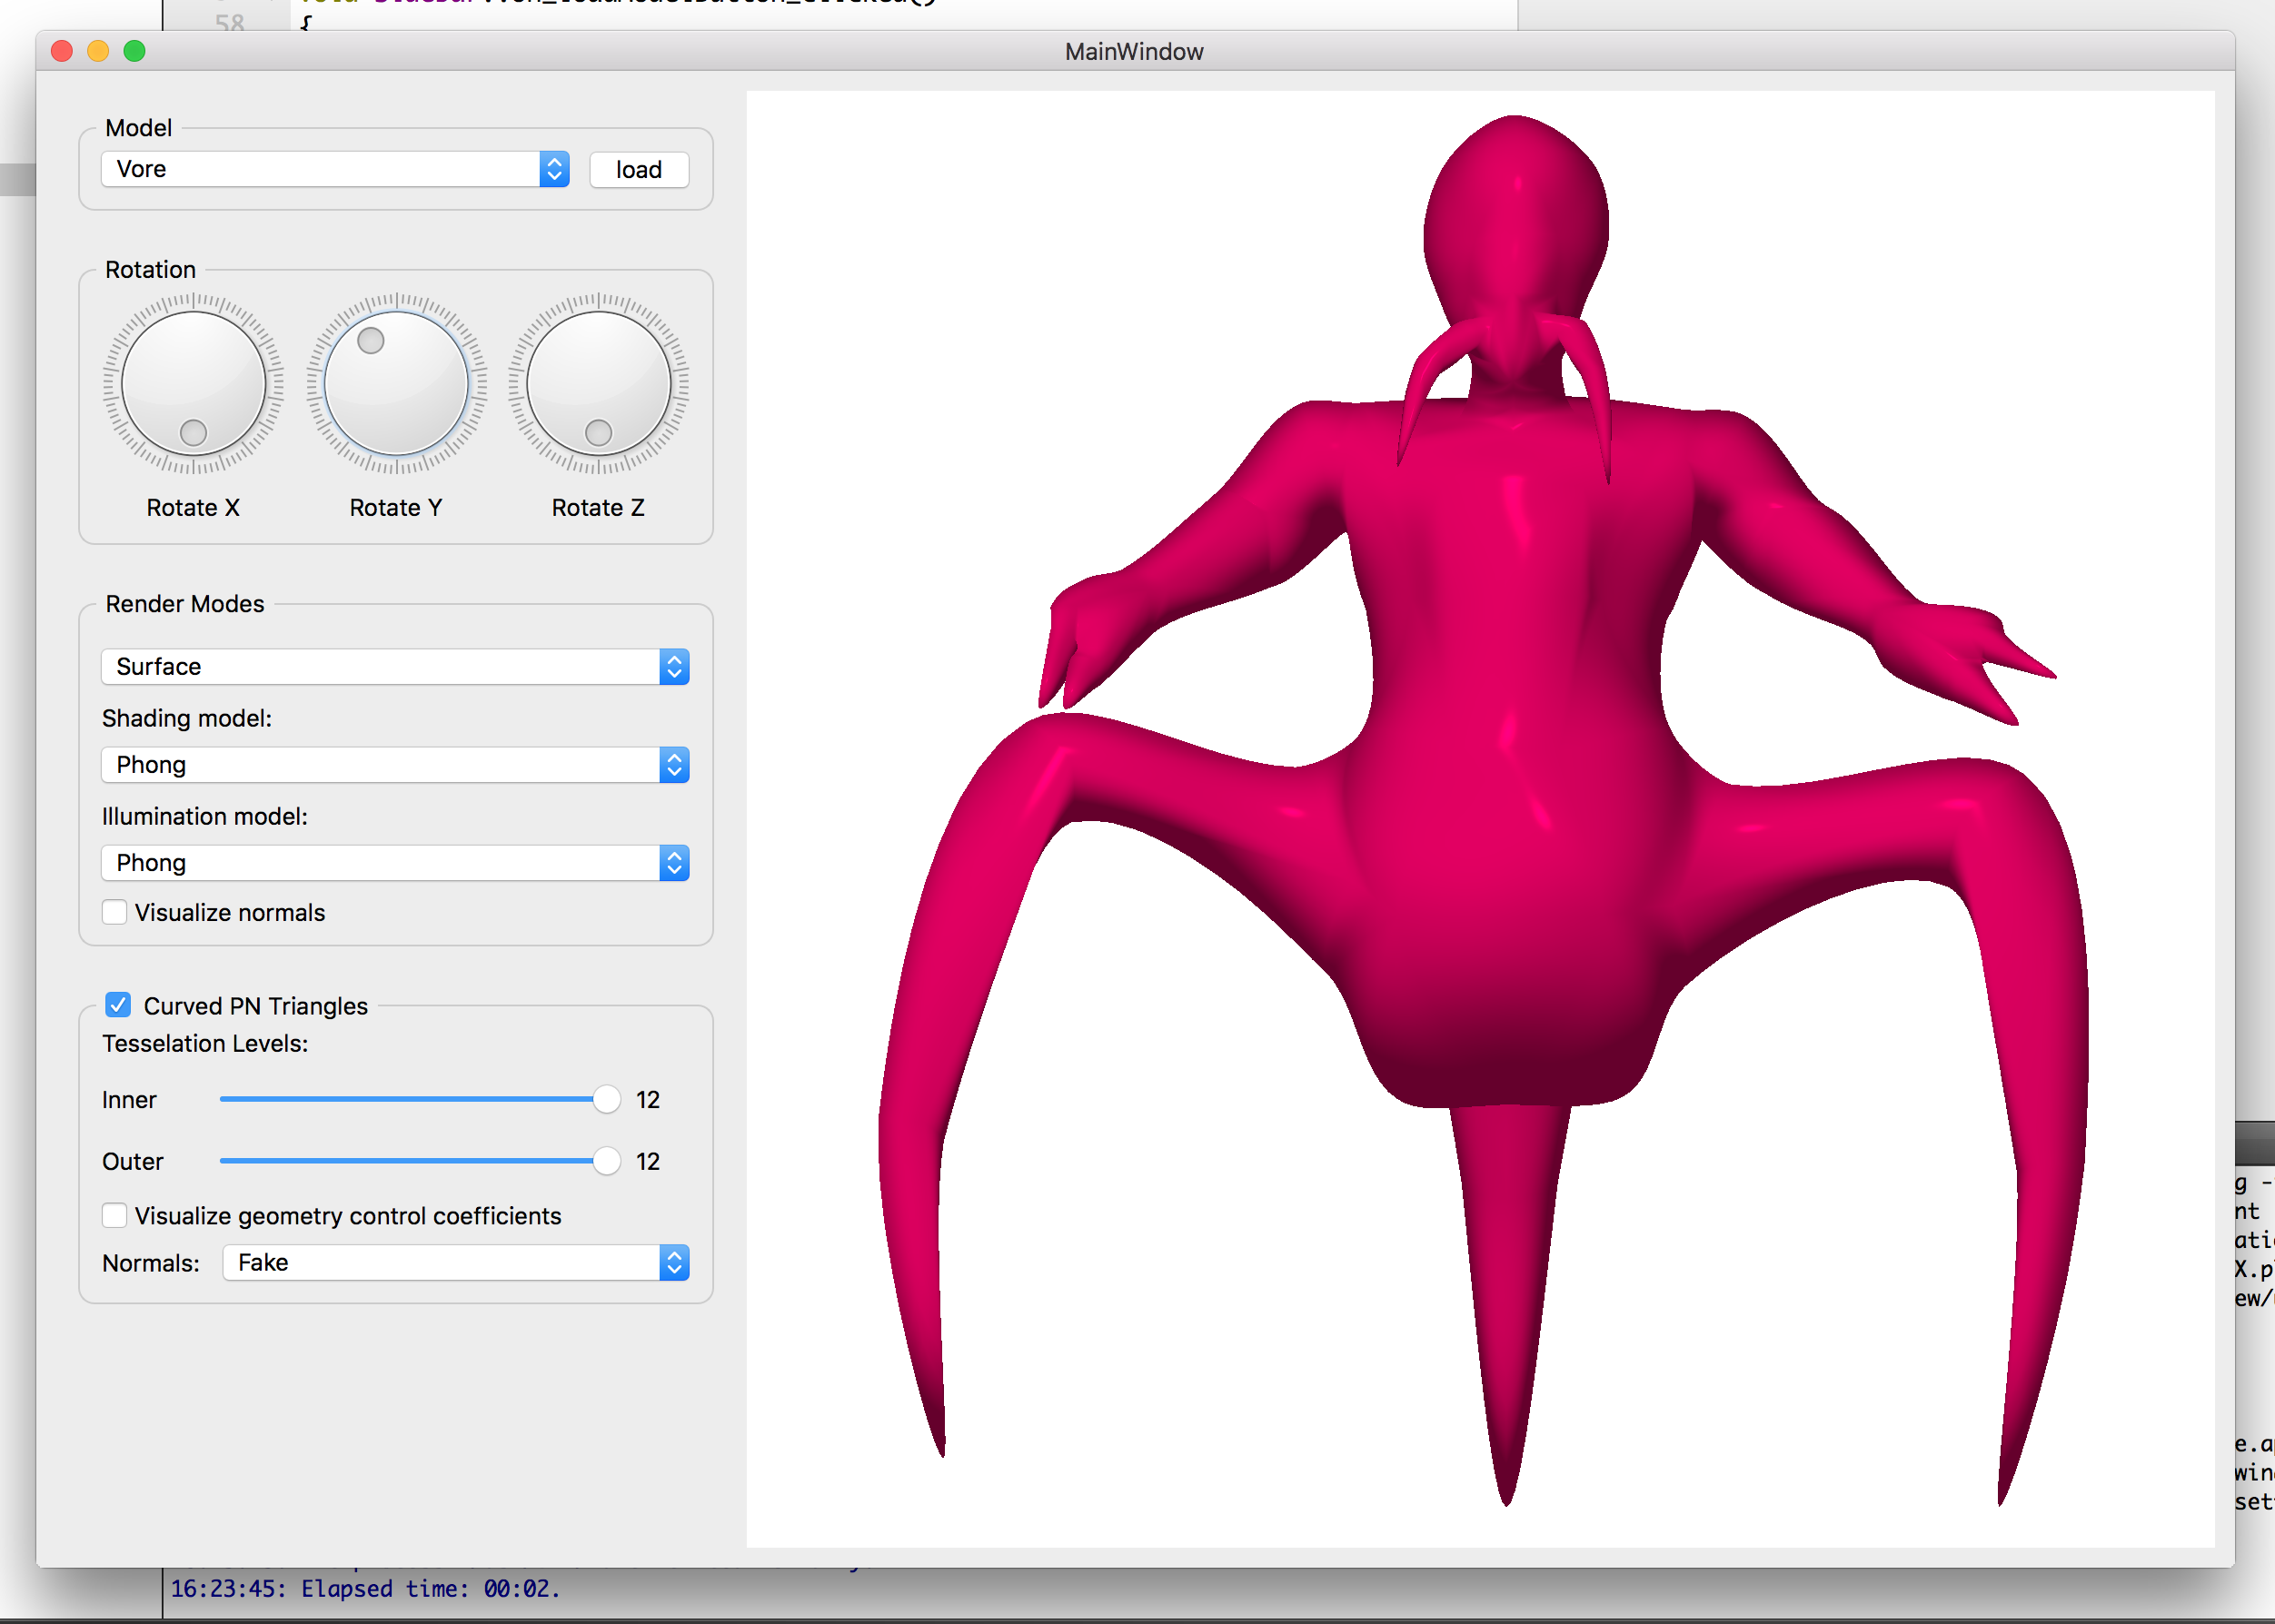 58
{
MainWindow
Model
Vore
load
Rotation
Rotate X
Rotate Y
Rotate Z
Render Modes
Surface
Shading model:
Phong
Illumination model:
Phong
Visualize normals
Curved PN Triangles
Tesselation Levels:
Inner
12
Outer
12
Visualize geometry control coefficients
Normals:
Fake
g -
nt
ati
X.p
ew/
e.ap
win
set
16:23:45: Elapsed time: 00:02.